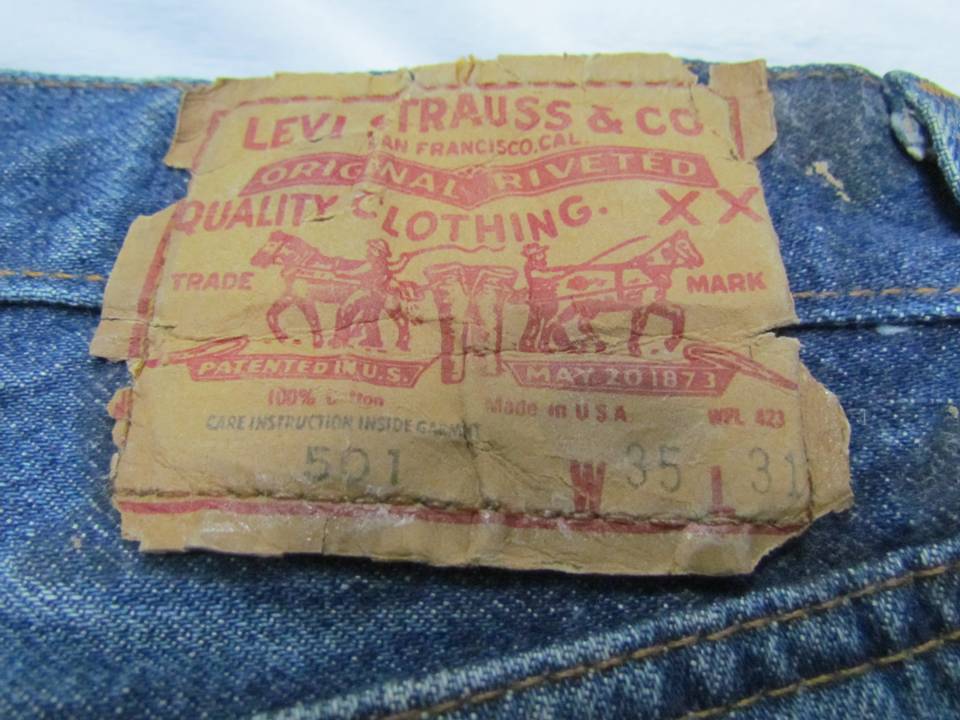 LEVI STRAUSS & CO.
SAN FRANCISCO, CAL.
ORIGINAL RIVETED
QUALITY CLOTHING. XX
TRADE MARK
PATENTED IN U.S. MAY 20 1873
100% Cotton Made in U S A WPL 423
CARE INSTRUCTION INSIDE GARMENT
501 W 35 L 31